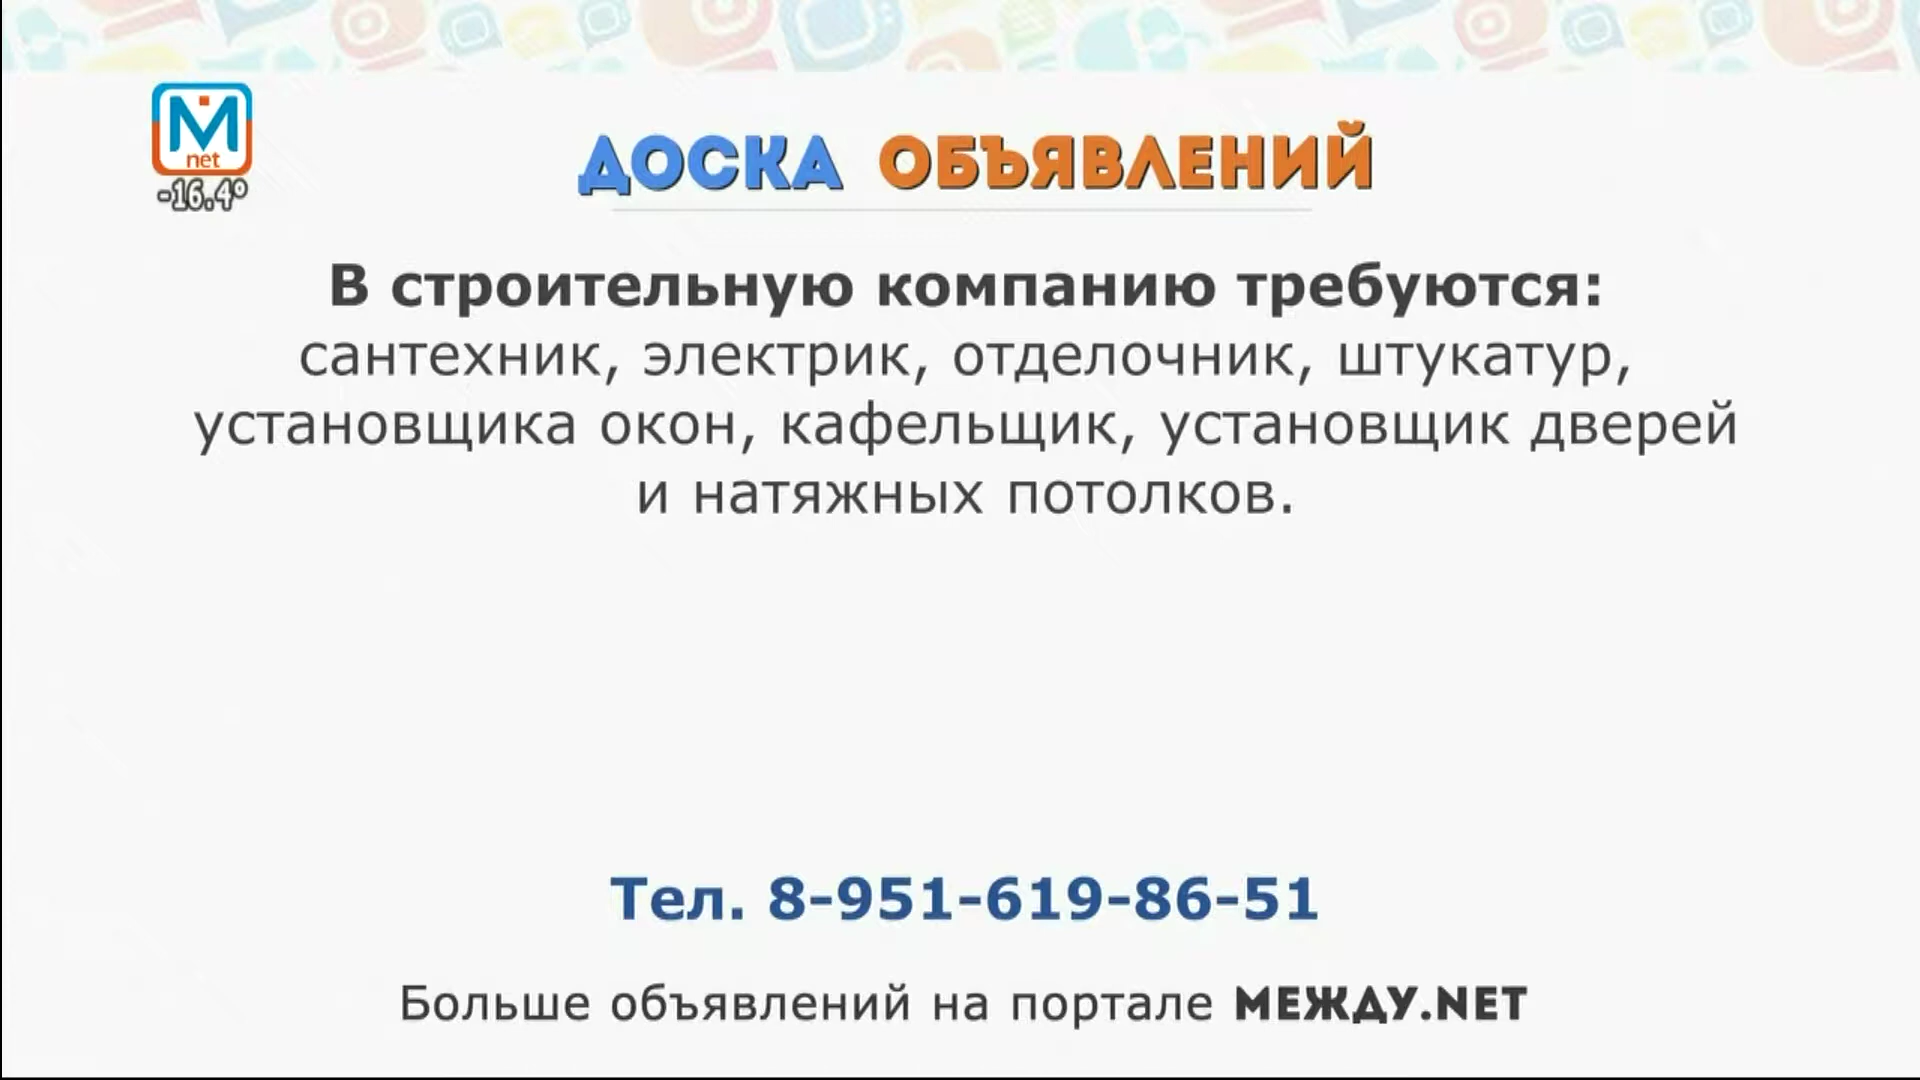 М
net
-16.4°
ДОСКА ОБЪЯВЛЕНИЙ
В строительную компанию требуются:
сантехник, электрик, отделочник, штукатур,
установщика окон, кафельщик, установщик дверей
и натяжных потолков.
Тел. 8-951-619-86-51
Больше объявлений на портале МЕЖДУ.NET